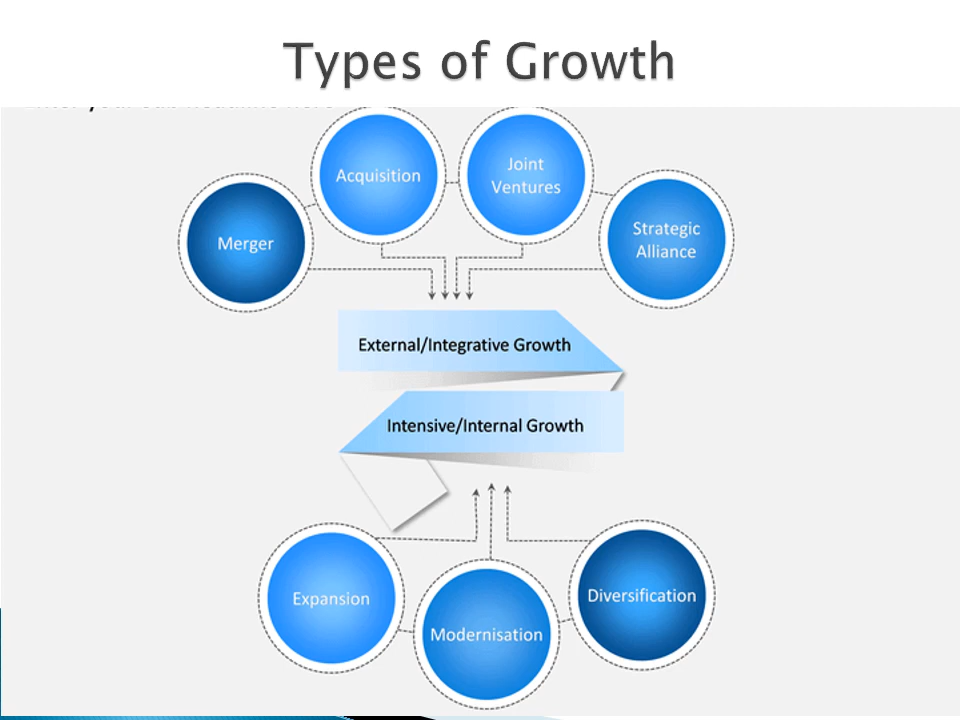 Types of Growth
Acquisition
Joint
Ventures
Merger
Strategic
Alliance
External/Integrative Growth
Intensive/Internal Growth
Expansion
Modernisation
Diversification